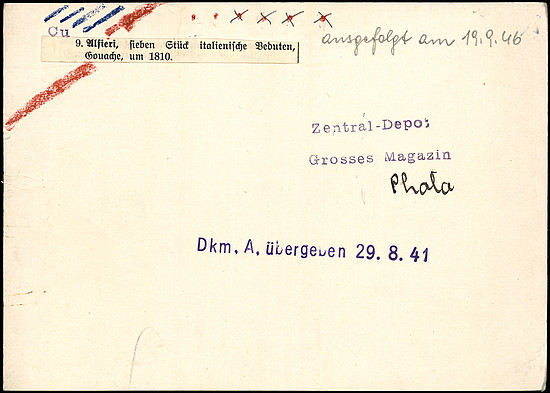 Cu
ausgefolgt am 19.9.46
9. Alfieri, sieben Stück italienische Veduten,
Gouache, um 1810.
Zentral-Depot
Grosses Magazin
Dkm. A. übergeben 29. 8. 41